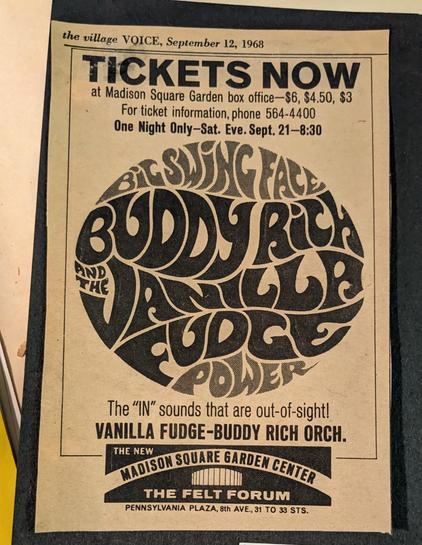 the village VOICE, September 12, 1968
TICKETS NOW
at Madison Square Garden box office—$6, $4.50, $3
For ticket information, phone 564-4400
One Night Only—Sat. Eve. Sept. 21—8:30
BIG SWING FACE
BUDDY RICH
AND THE
VANILLA
FUDGE
POWER
The "IN" sounds that are out-of-sight!
VANILLA FUDGE-BUDDY RICH ORCH.
THE NEW
MADISON SQUARE GARDEN CENTER
THE FELT FORUM
PENNSYLVANIA PLAZA, 8th AVE., 31 TO 33 STS.